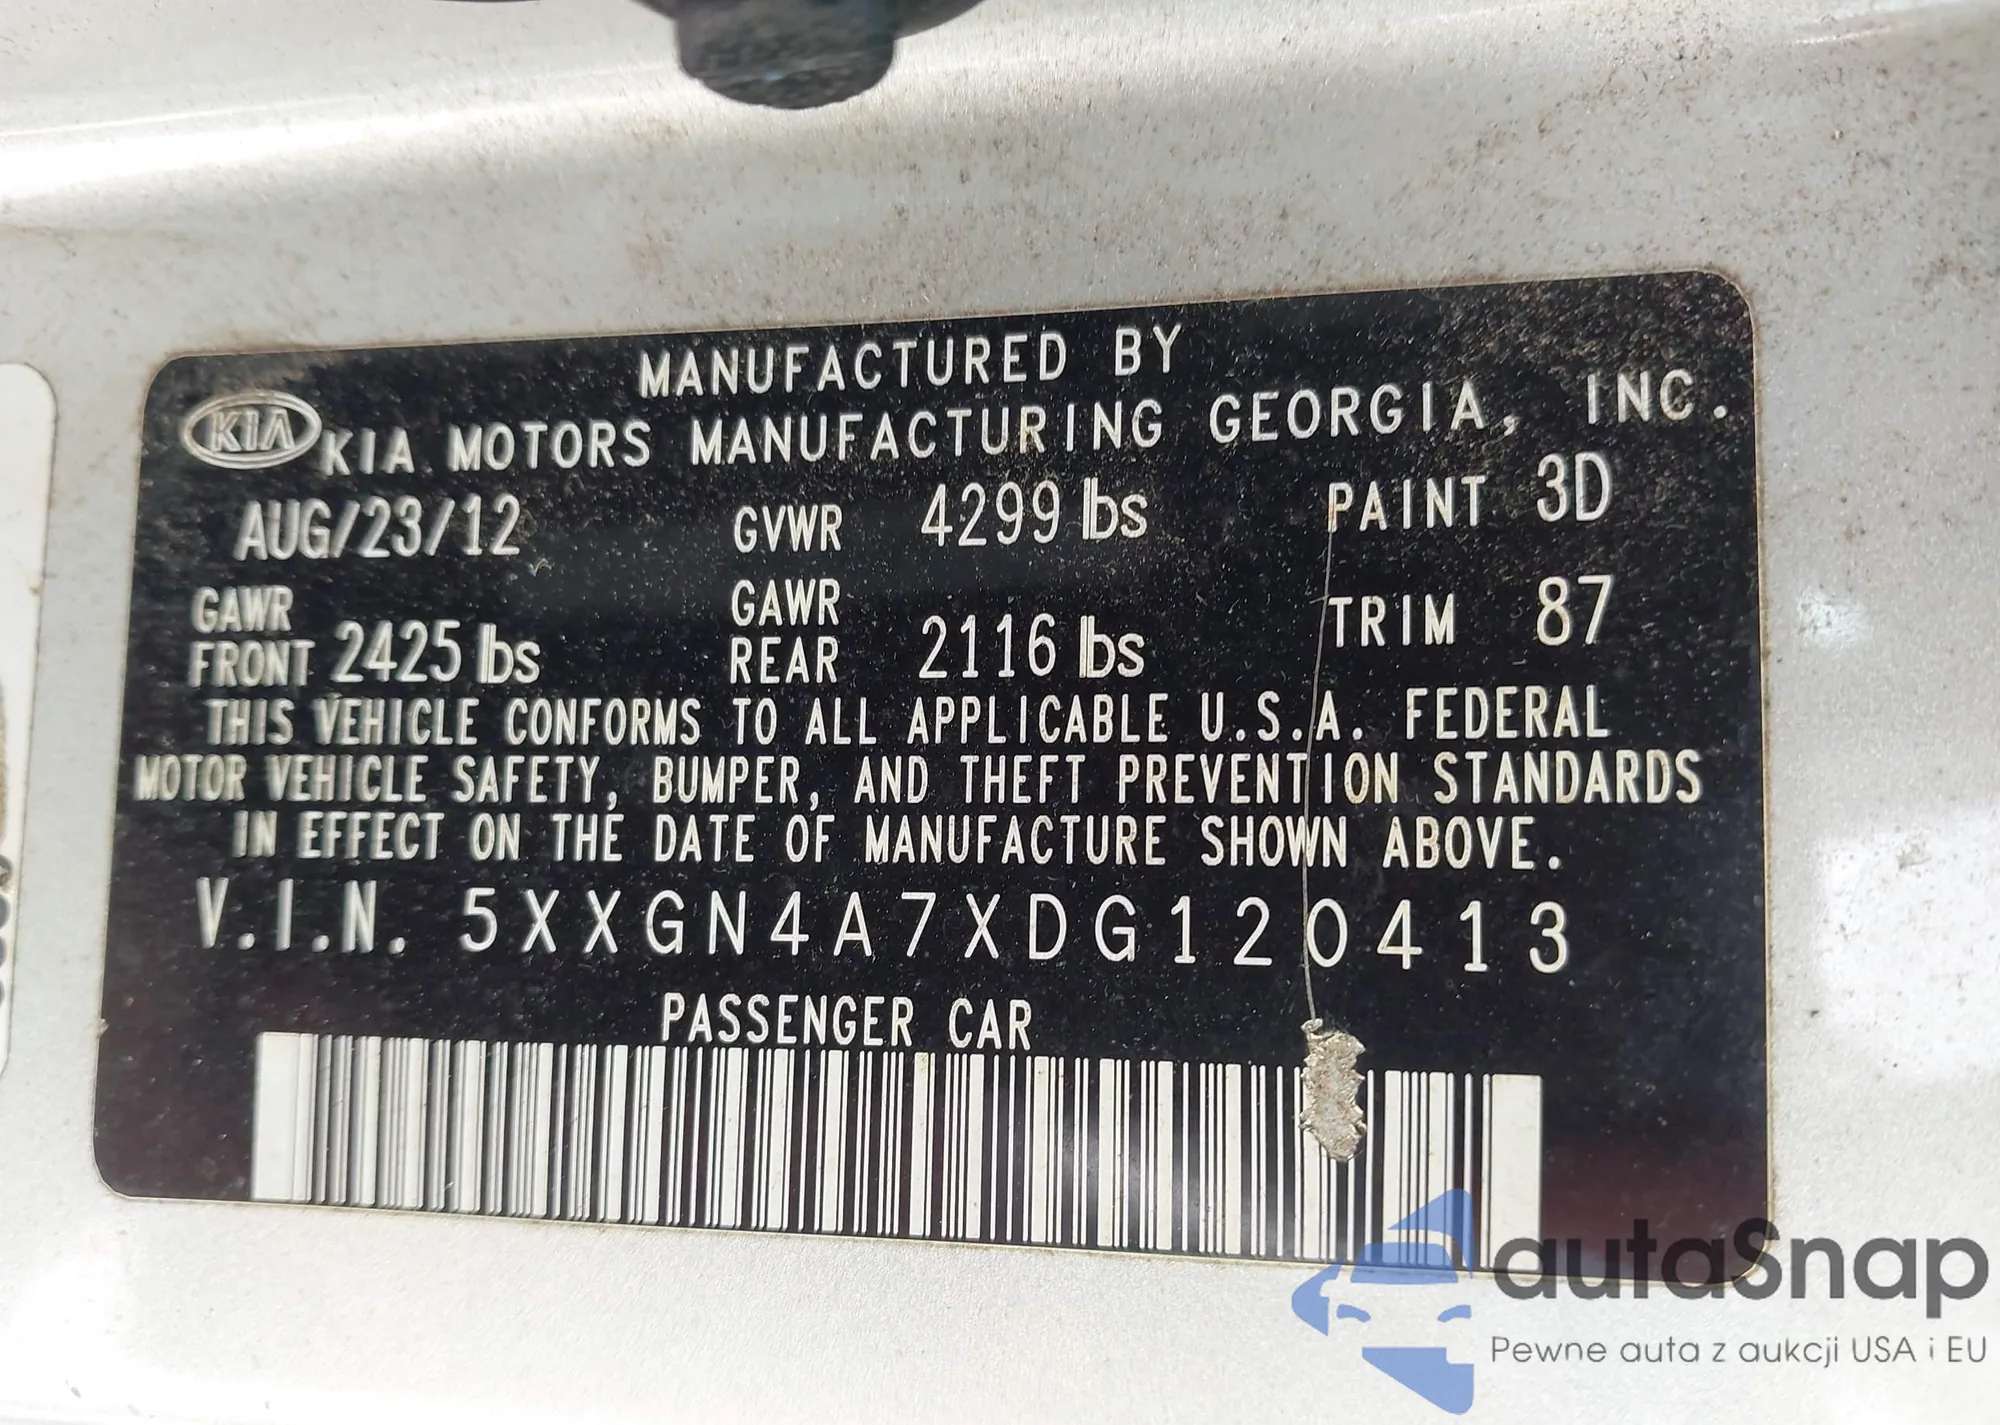 MANUFACTURED BY
KIA KIA MOTORS MANUFACTURING GEORGIA, INC.
AUG/23/12 GVWR 4299 lbs PAINT 3D
GAWR FRONT 2425 lbs GAWR REAR 2116 lbs TRIM 87
THIS VEHICLE CONFORMS TO ALL APPLICABLE U.S.A. FEDERAL
MOTOR VEHICLE SAFETY, BUMPER, AND THEFT PREVENTION STANDARDS
IN EFFECT ON THE DATE OF MANUFACTURE SHOWN ABOVE.
V.I.N. 5XXGN4A7XDG120413
PASSENGER CAR
autaSnap
Pewne auta z aukcji USA i EU